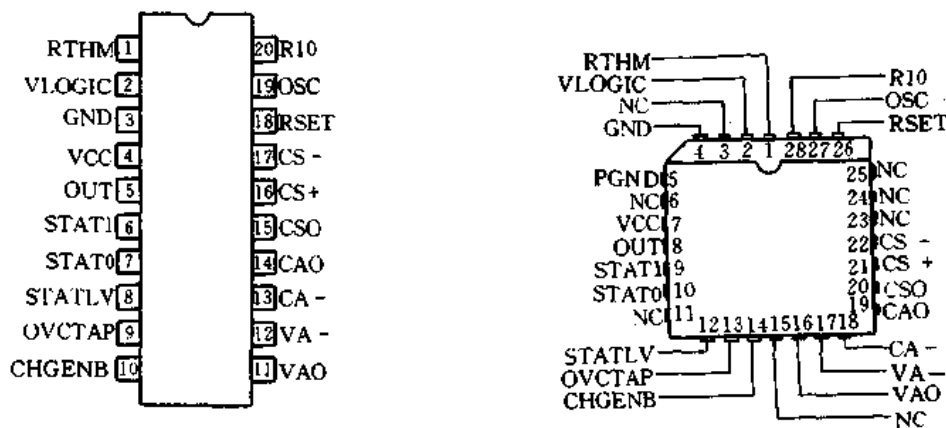 RTHM 1 20 R10
VLOGIC 2 19 OSC
GND 3 18 RSET
VCC 4 17 CS -
OUT 5 16 CS+
STAT1 6 15 CSO
STAT0 7 14 CAO
STATLV 8 13 CA -
OVCTAP 9 12 VA -
CHGENB 10 11 VAO
RTHM
VLOGIC
NC
GND
R10
OSC
RSET
4 3 2 1 28 27 26
PGND 5 25 NC
NC 6 24 NC
VCC 7 23 NC
OUT 8 22 CS -
STAT1 9 21 CS +
STAT0 10 20 CSO
NC 11 19 CAO
12 13 14 15 16 17 18
STATLV
OVCTAP
CHGENB
CA -
VA -
VAO
NC